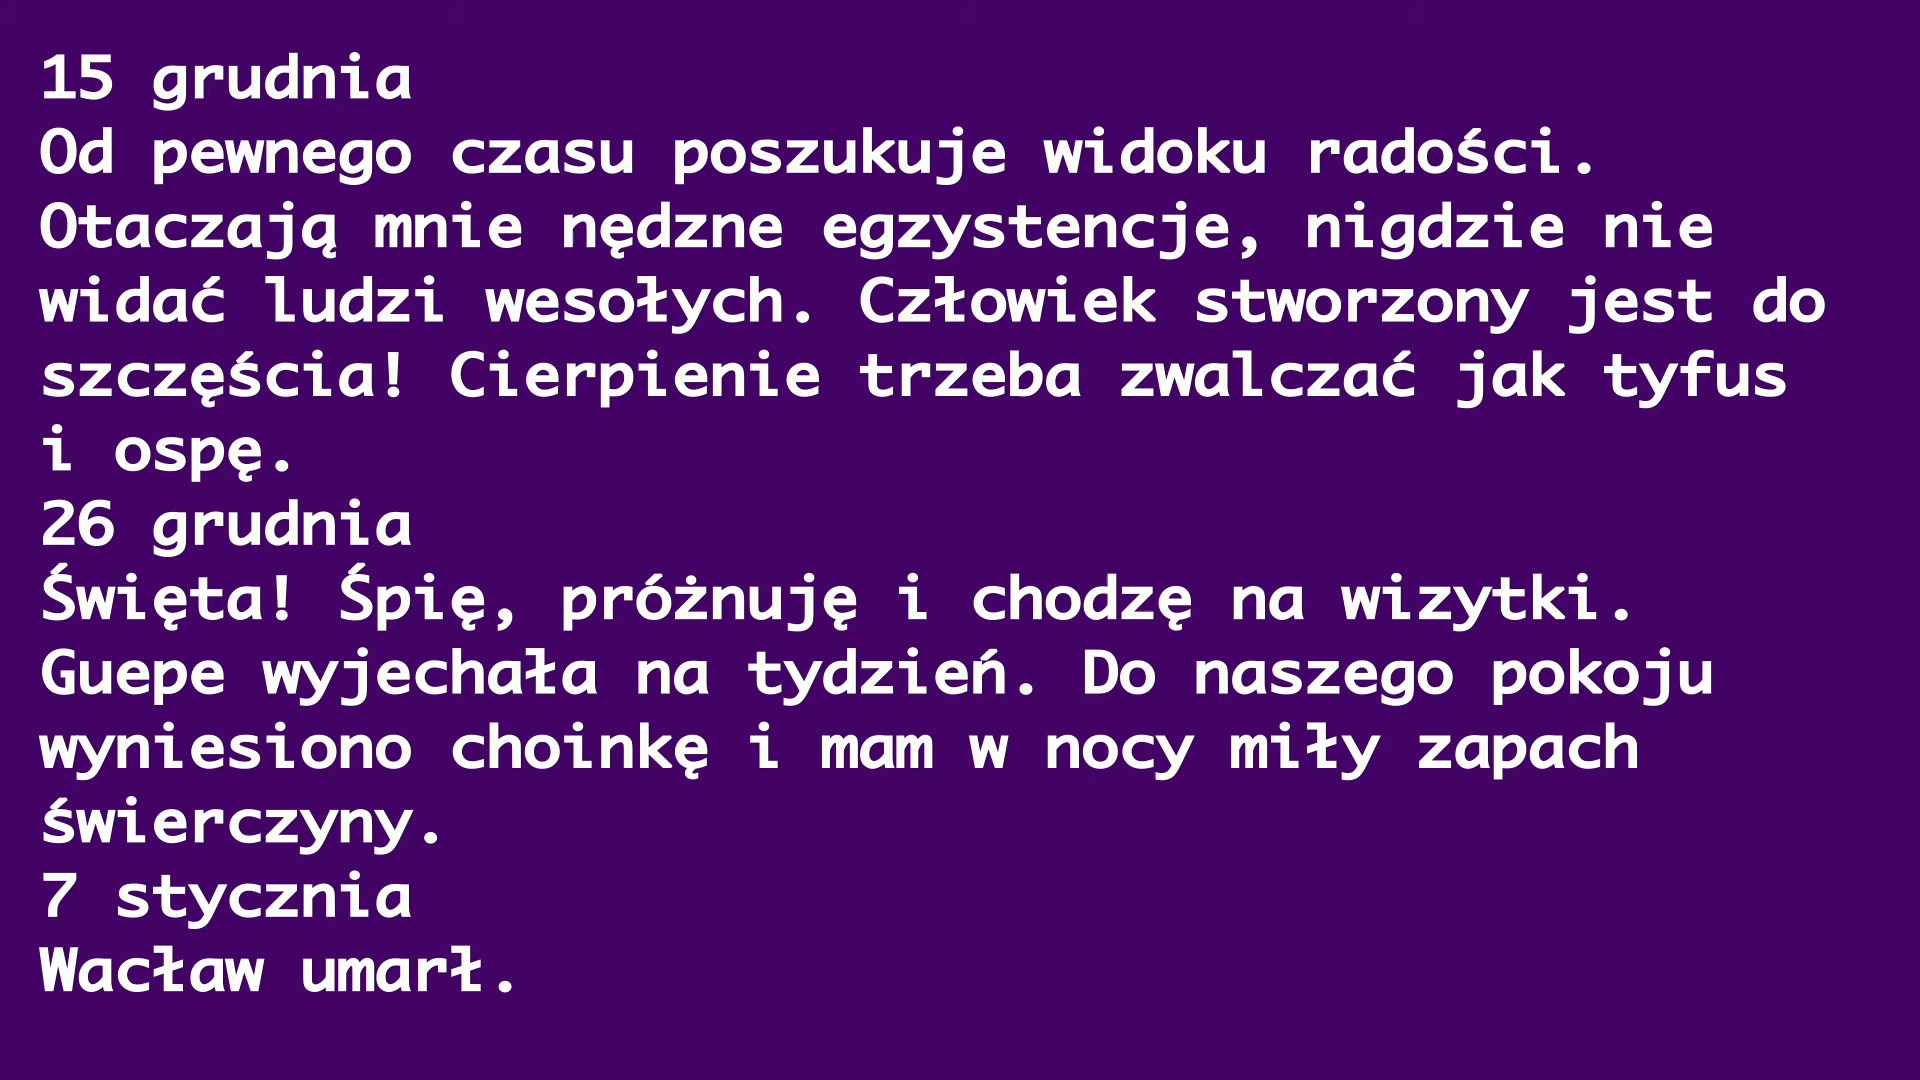 15 grudnia
Od pewnego czasu poszukuje widoku radości.
Otaczają mnie nędzne egzystencje, nigdzie nie
widać ludzi wesołych. Człowiek stworzony jest do
szczęścia! Cierpienie trzeba zwalczać jak tyfus
i ospę.
26 grudnia
Święta! Śpię, próżnuję i chodzę na wizytki.
Guepe wyjechała na tydzień. Do naszego pokoju
wyniesiono choinkę i mam w nocy miły zapach
świerczyny.
7 stycznia
Wacław umarł.